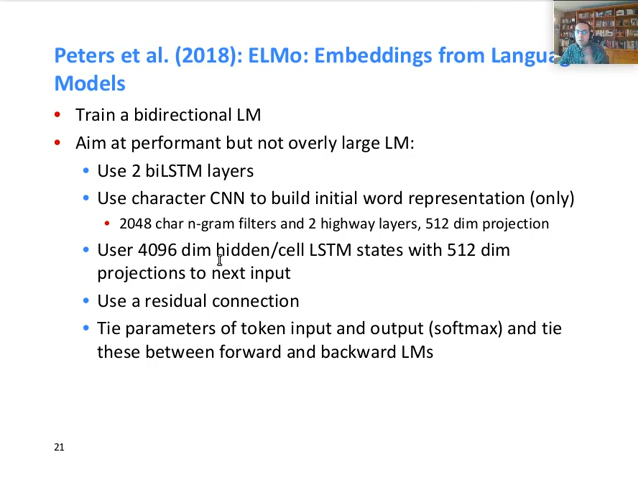 Peters et al. (2018): ELMo: Embeddings from Langua
Models
• Train a bidirectional LM
• Aim at performant but not overly large LM:
• Use 2 biLSTM layers
• Use character CNN to build initial word representation (only)
• 2048 char n-gram filters and 2 highway layers, 512 dim projection
• User 4096 dim hidden/cell LSTM states with 512 dim
projections to next input
• Use a residual connection
• Tie parameters of token input and output (softmax) and tie
these between forward and backward LMs
21